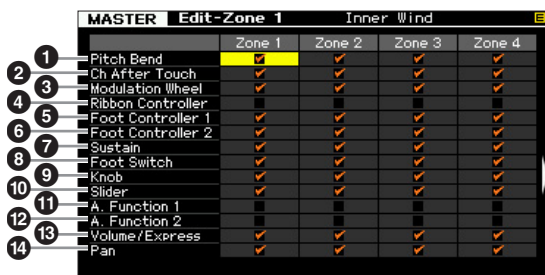 MASTER Edit-Zone 1 Inner Wind E
Zone 1 Zone 2 Zone 3 Zone 4
1 Pitch Bend
2 Ch After Touch
3 Modulation Wheel
4 Ribbon Controller
5 Foot Controller 1
6 Foot Controller 2
7 Sustain
8 Foot Switch
9 Knob
10 Slider
11 A. Function 1
12 A. Function 2
13 Volume/Express
14 Pan